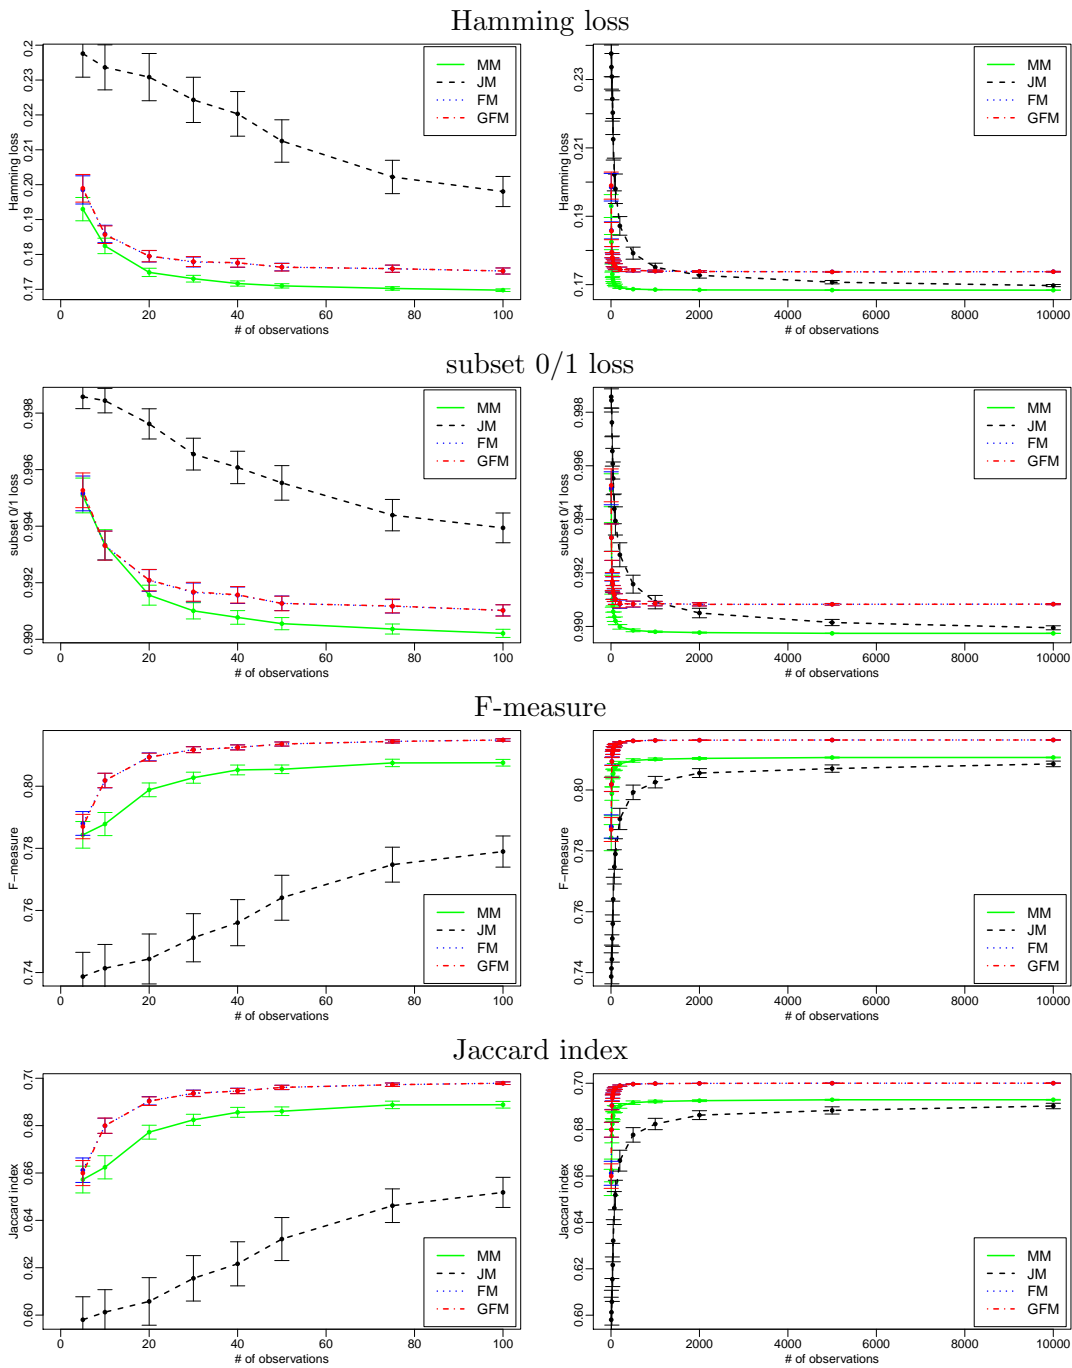 Hamming loss
Hamming loss
0.17 0.18 0.19 0.20 0.21 0.22 0.23 0.2
MM
JM
FM
GFM
0 20 40 60 80 100
# of observations
Hamming loss
0.17 0.19 0.21 0.23
MM
JM
FM
GFM
0 2000 4000 6000 8000 10000
# of observations
subset 0/1 loss
subset 0/1 loss
0.990 0.992 0.994 0.996 0.998
MM
JM
FM
GFM
0 20 40 60 80 100
# of observations
subset 0/1 loss
0.990 0.992 0.994 0.996 0.998
MM
JM
FM
GFM
0 2000 4000 6000 8000 10000
# of observations
F-measure
F−measure
0.74 0.76 0.78 0.80
MM
JM
FM
GFM
0 20 40 60 80 100
# of observations
F−measure
0.74 0.76 0.78 0.80
MM
JM
FM
GFM
0 2000 4000 6000 8000 10000
# of observations
Jaccard index
Jaccard index
0.60 0.62 0.64 0.66 0.68 0.70
MM
JM
FM
GFM
0 20 40 60 80 100
# of observations
Jaccard index
0.60 0.62 0.64 0.66 0.68 0.70
MM
JM
FM
GFM
0 2000 4000 6000 8000 10000
# of observations